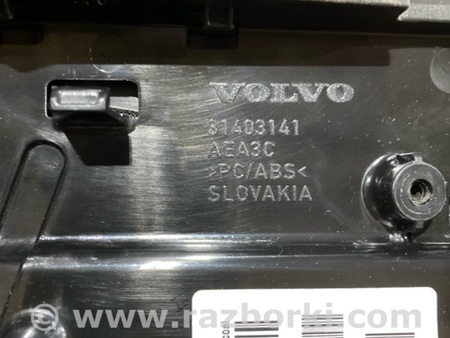 VOLVO
31403141
AEA3C
>PC/ABS<
SLOVAKIA
www.razborki.com